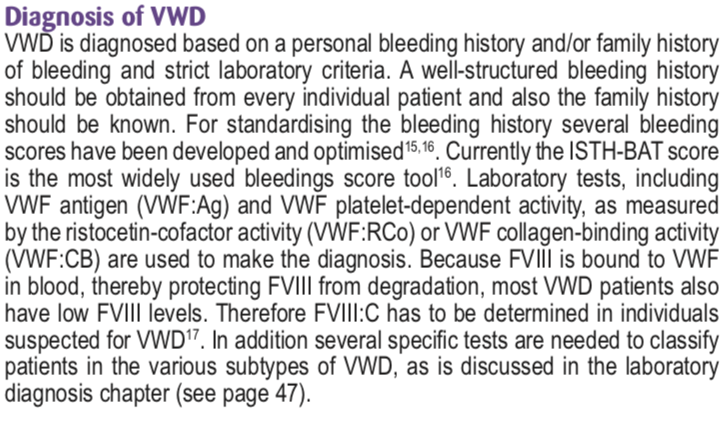 Diagnosis of VWD
VWD is diagnosed based on a personal bleeding history and/or family history
of bleeding and strict laboratory criteria. A well-structured bleeding history
should be obtained from every individual patient and also the family history
should be known. For standardising the bleeding history several bleeding
scores have been developed and optimised¹⁵,¹⁶. Currently the ISTH-BAT score
is the most widely used bleedings score tool¹⁶. Laboratory tests, including
VWF antigen (VWF:Ag) and VWF platelet-dependent activity, as measured
by the ristocetin-cofactor activity (VWF:RCo) or VWF collagen-binding activity
(VWF:CB) are used to make the diagnosis. Because FVIII is bound to VWF
in blood, thereby protecting FVIII from degradation, most VWD patients also
have low FVIII levels. Therefore FVIII:C has to be determined in individuals
suspected for VWD¹⁷. In addition several specific tests are needed to classify
patients in the various subtypes of VWD, as is discussed in the laboratory
diagnosis chapter (see page 47).